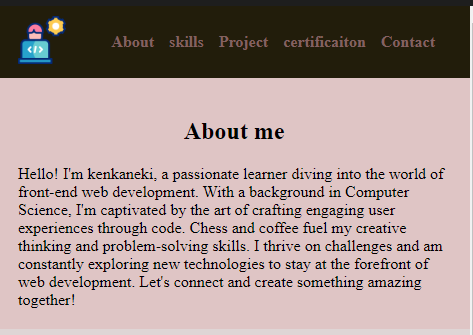 About skills Project certificaiton Contact
About me
Hello! I'm kenkaneki, a passionate learner diving into the world of
front-end web development. With a background in Computer
Science, I'm captivated by the art of crafting engaging user
experiences through code. Chess and coffee fuel my creative
thinking and problem-solving skills. I thrive on challenges and am
constantly exploring new technologies to stay at the forefront of
web development. Let's connect and create something amazing
together!